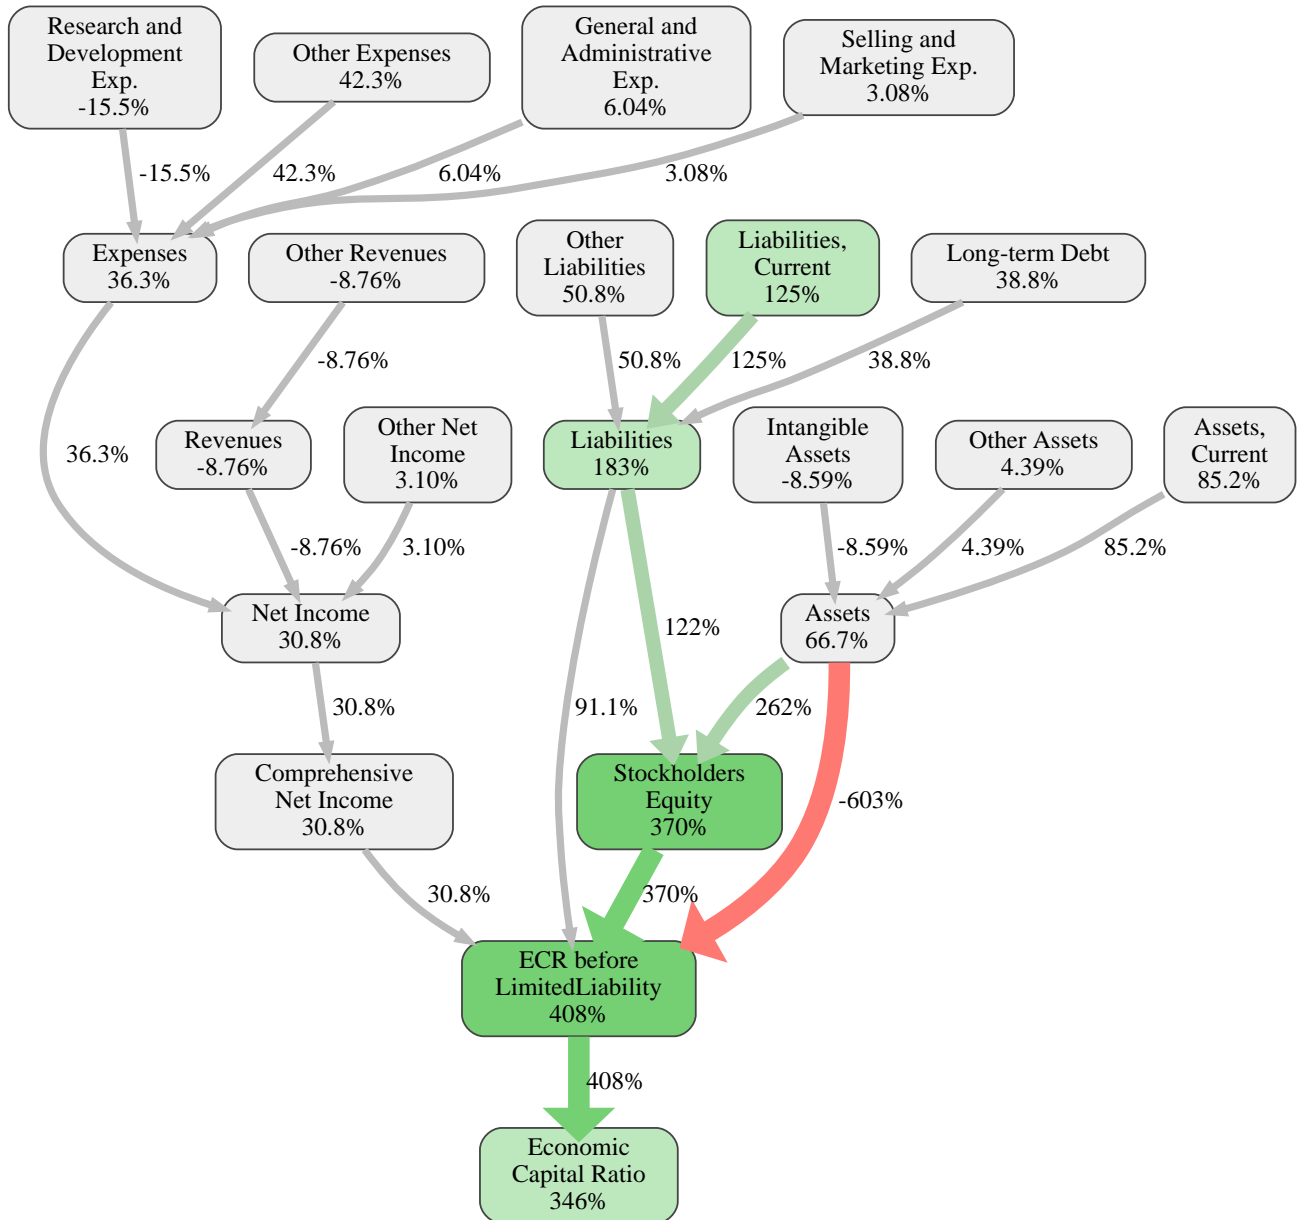 Research and
Development
Exp.
-15.5%
Other Expenses
42.3%
General and
Administrative
Exp.
6.04%
Selling and
Marketing Exp.
3.08%
-15.5%
42.3%
6.04%
3.08%
Expenses
36.3%
Other Revenues
-8.76%
Other
Liabilities
50.8%
Liabilities,
Current
125%
Long-term Debt
38.8%
-8.76%
50.8%
125%
38.8%
36.3%
Revenues
-8.76%
Other Net
Income
3.10%
Liabilities
183%
Intangible
Assets
-8.59%
Other Assets
4.39%
Assets,
Current
85.2%
-8.76%
3.10%
-8.59%
4.39%
85.2%
Net Income
30.8%
122%
Assets
66.7%
30.8%
91.1%
262%
Comprehensive
Net Income
30.8%
Stockholders
Equity
370%
-603%
30.8%
370%
ECR before
LimitedLiability
408%
408%
Economic
Capital Ratio
346%